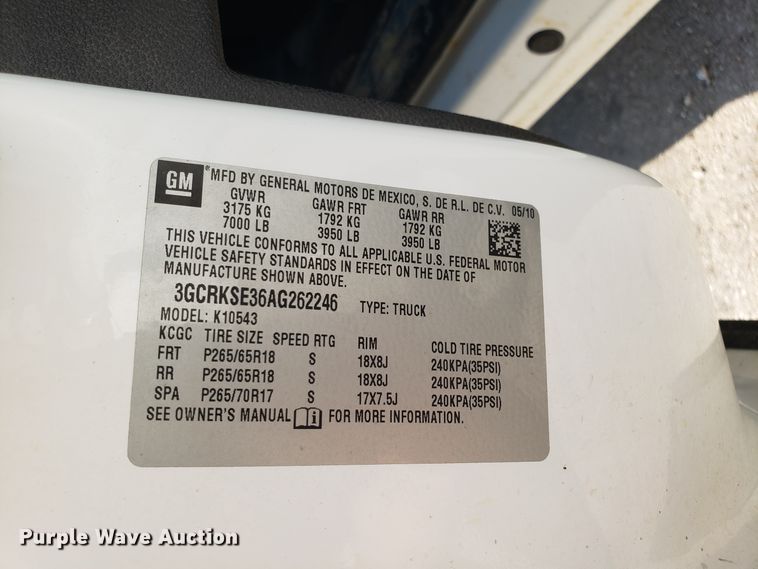 GM
*MFD BY GENERAL MOTORS DE MEXICO, S. DE R.L. DE C.V. 05/10
GVWR GAWR FRT GAWR RR
3175 KG 1792 KG 1792 KG
7000 LB 3950 LB 3950 LB
THIS VEHICLE CONFORMS TO ALL APPLICABLE U.S. FEDERAL MOTOR
VEHICLE SAFETY STANDARDS IN EFFECT ON THE DATE OF
MANUFACTURE SHOWN ABOVE.
3GCRKSE36AG262246 TYPE: TRUCK
MODEL: K10543
KCGC TIRE SIZE SPEED RTG RIM COLD TIRE PRESSURE
FRT P265/65R18 S 18X8J 240KPA(35PSI)
RR P265/65R18 S 18X8J 240KPA(35PSI)
SPA P265/70R17 S 17X7.5J 240KPA(35PSI)
SEE OWNER'S MANUAL i FOR MORE INFORMATION.
Purple Wave Auction